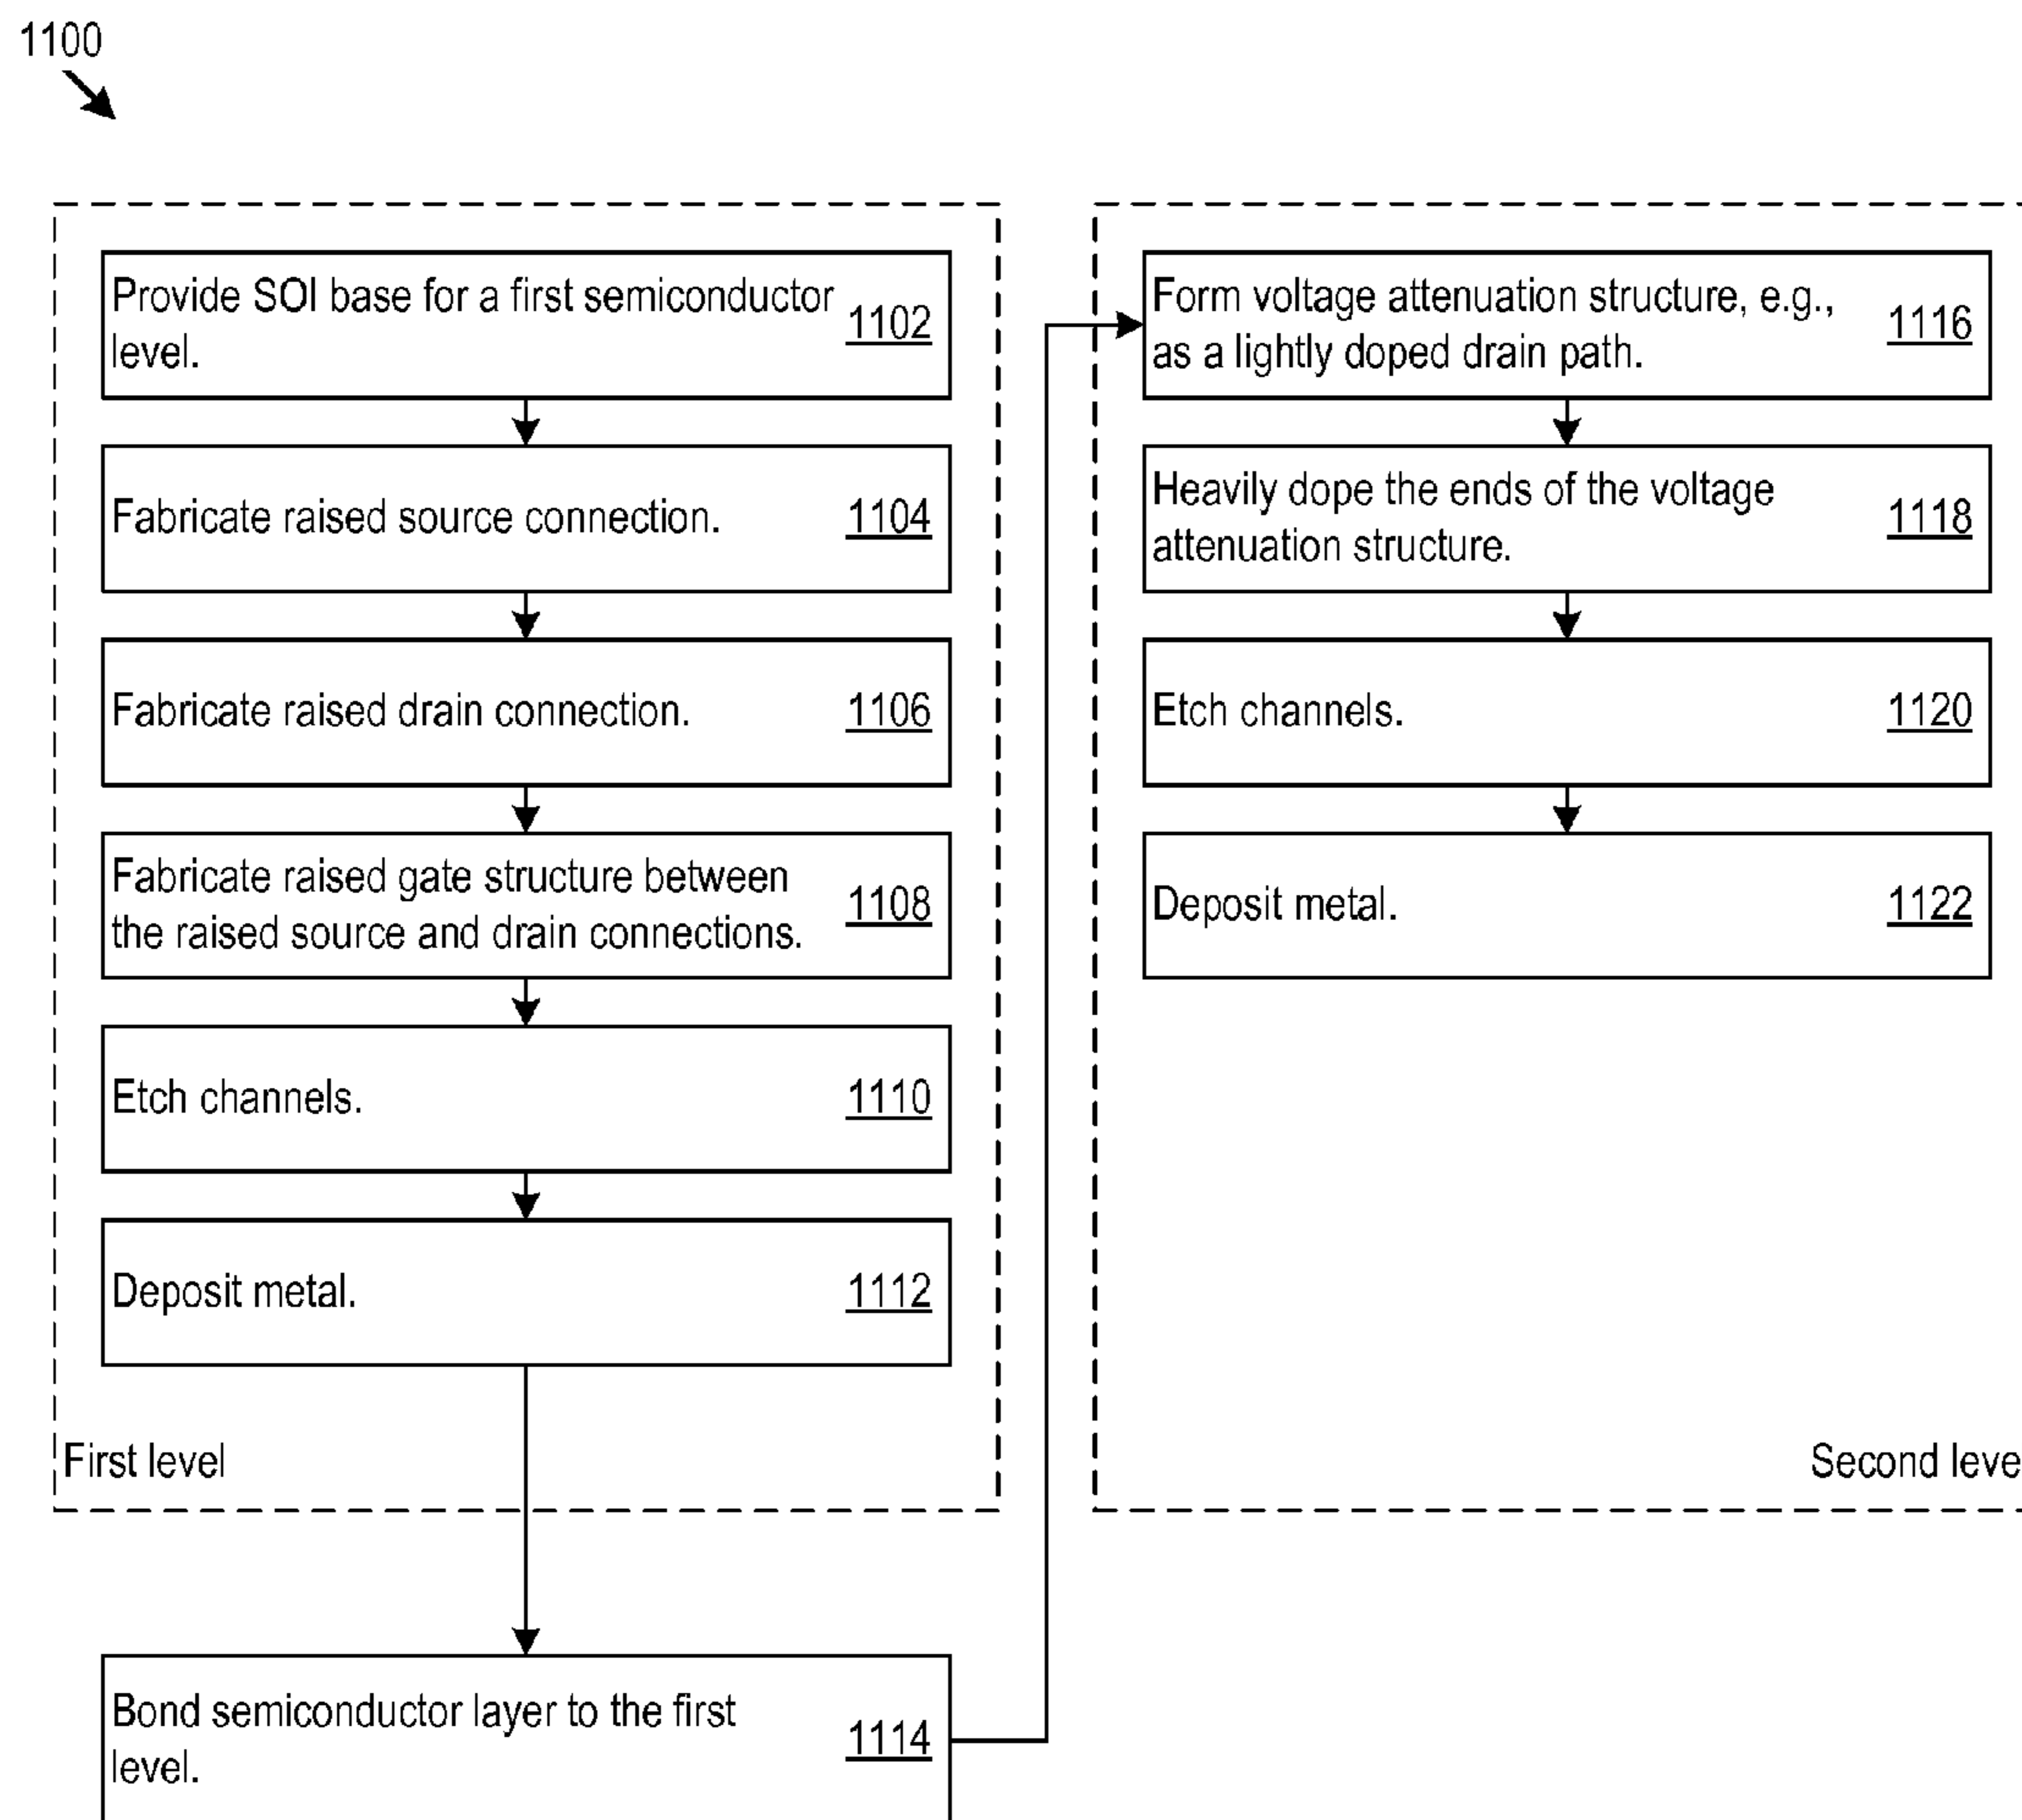 1100
Provide SOI base for a first semiconductor
level.
1102
Fabricate raised source connection.
1104
Fabricate raised drain connection.
1106
Fabricate raised gate structure between
the raised source and drain connections.
1108
Etch channels.
1110
Deposit metal.
1112
First level
Bond semiconductor layer to the first
level.
1114
Form voltage attenuation structure, e.g.,
as a lightly doped drain path.
1116
Heavily dope the ends of the voltage
attenuation structure.
1118
Etch channels.
1120
Deposit metal.
1122
Second leve